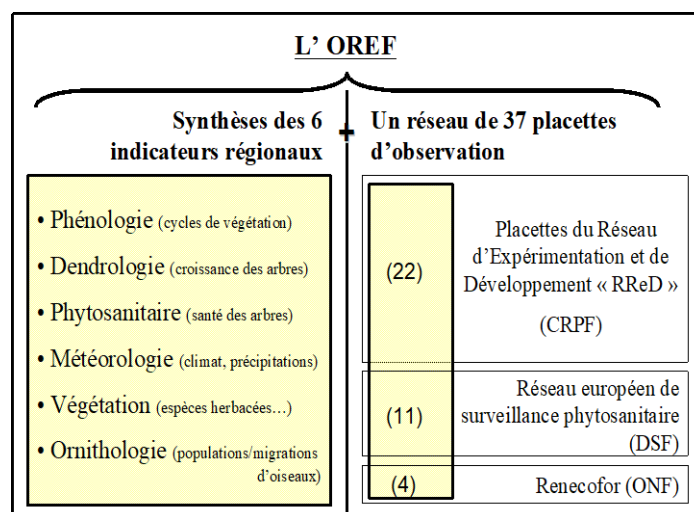 L' OREF
Synthèses des 6
indicateurs régionaux
+
Un réseau de 37 placettes
d'observation
• Phénologie (cycles de végétation)
• Dendrologie (croissance des arbres)
• Phytosanitaire (santé des arbres)
• Météorologie (climat, précipitations)
• Végétation (espèces herbacées…)
• Ornithologie (populations/migrations
d'oiseaux)
(22)
Placettes du Réseau
d'Expérimentation et de
Développement « RReD »
(CRPF)
(11)
Réseau européen de
surveillance phytosanitaire
(DSF)
(4)
Renecofor (ONF)